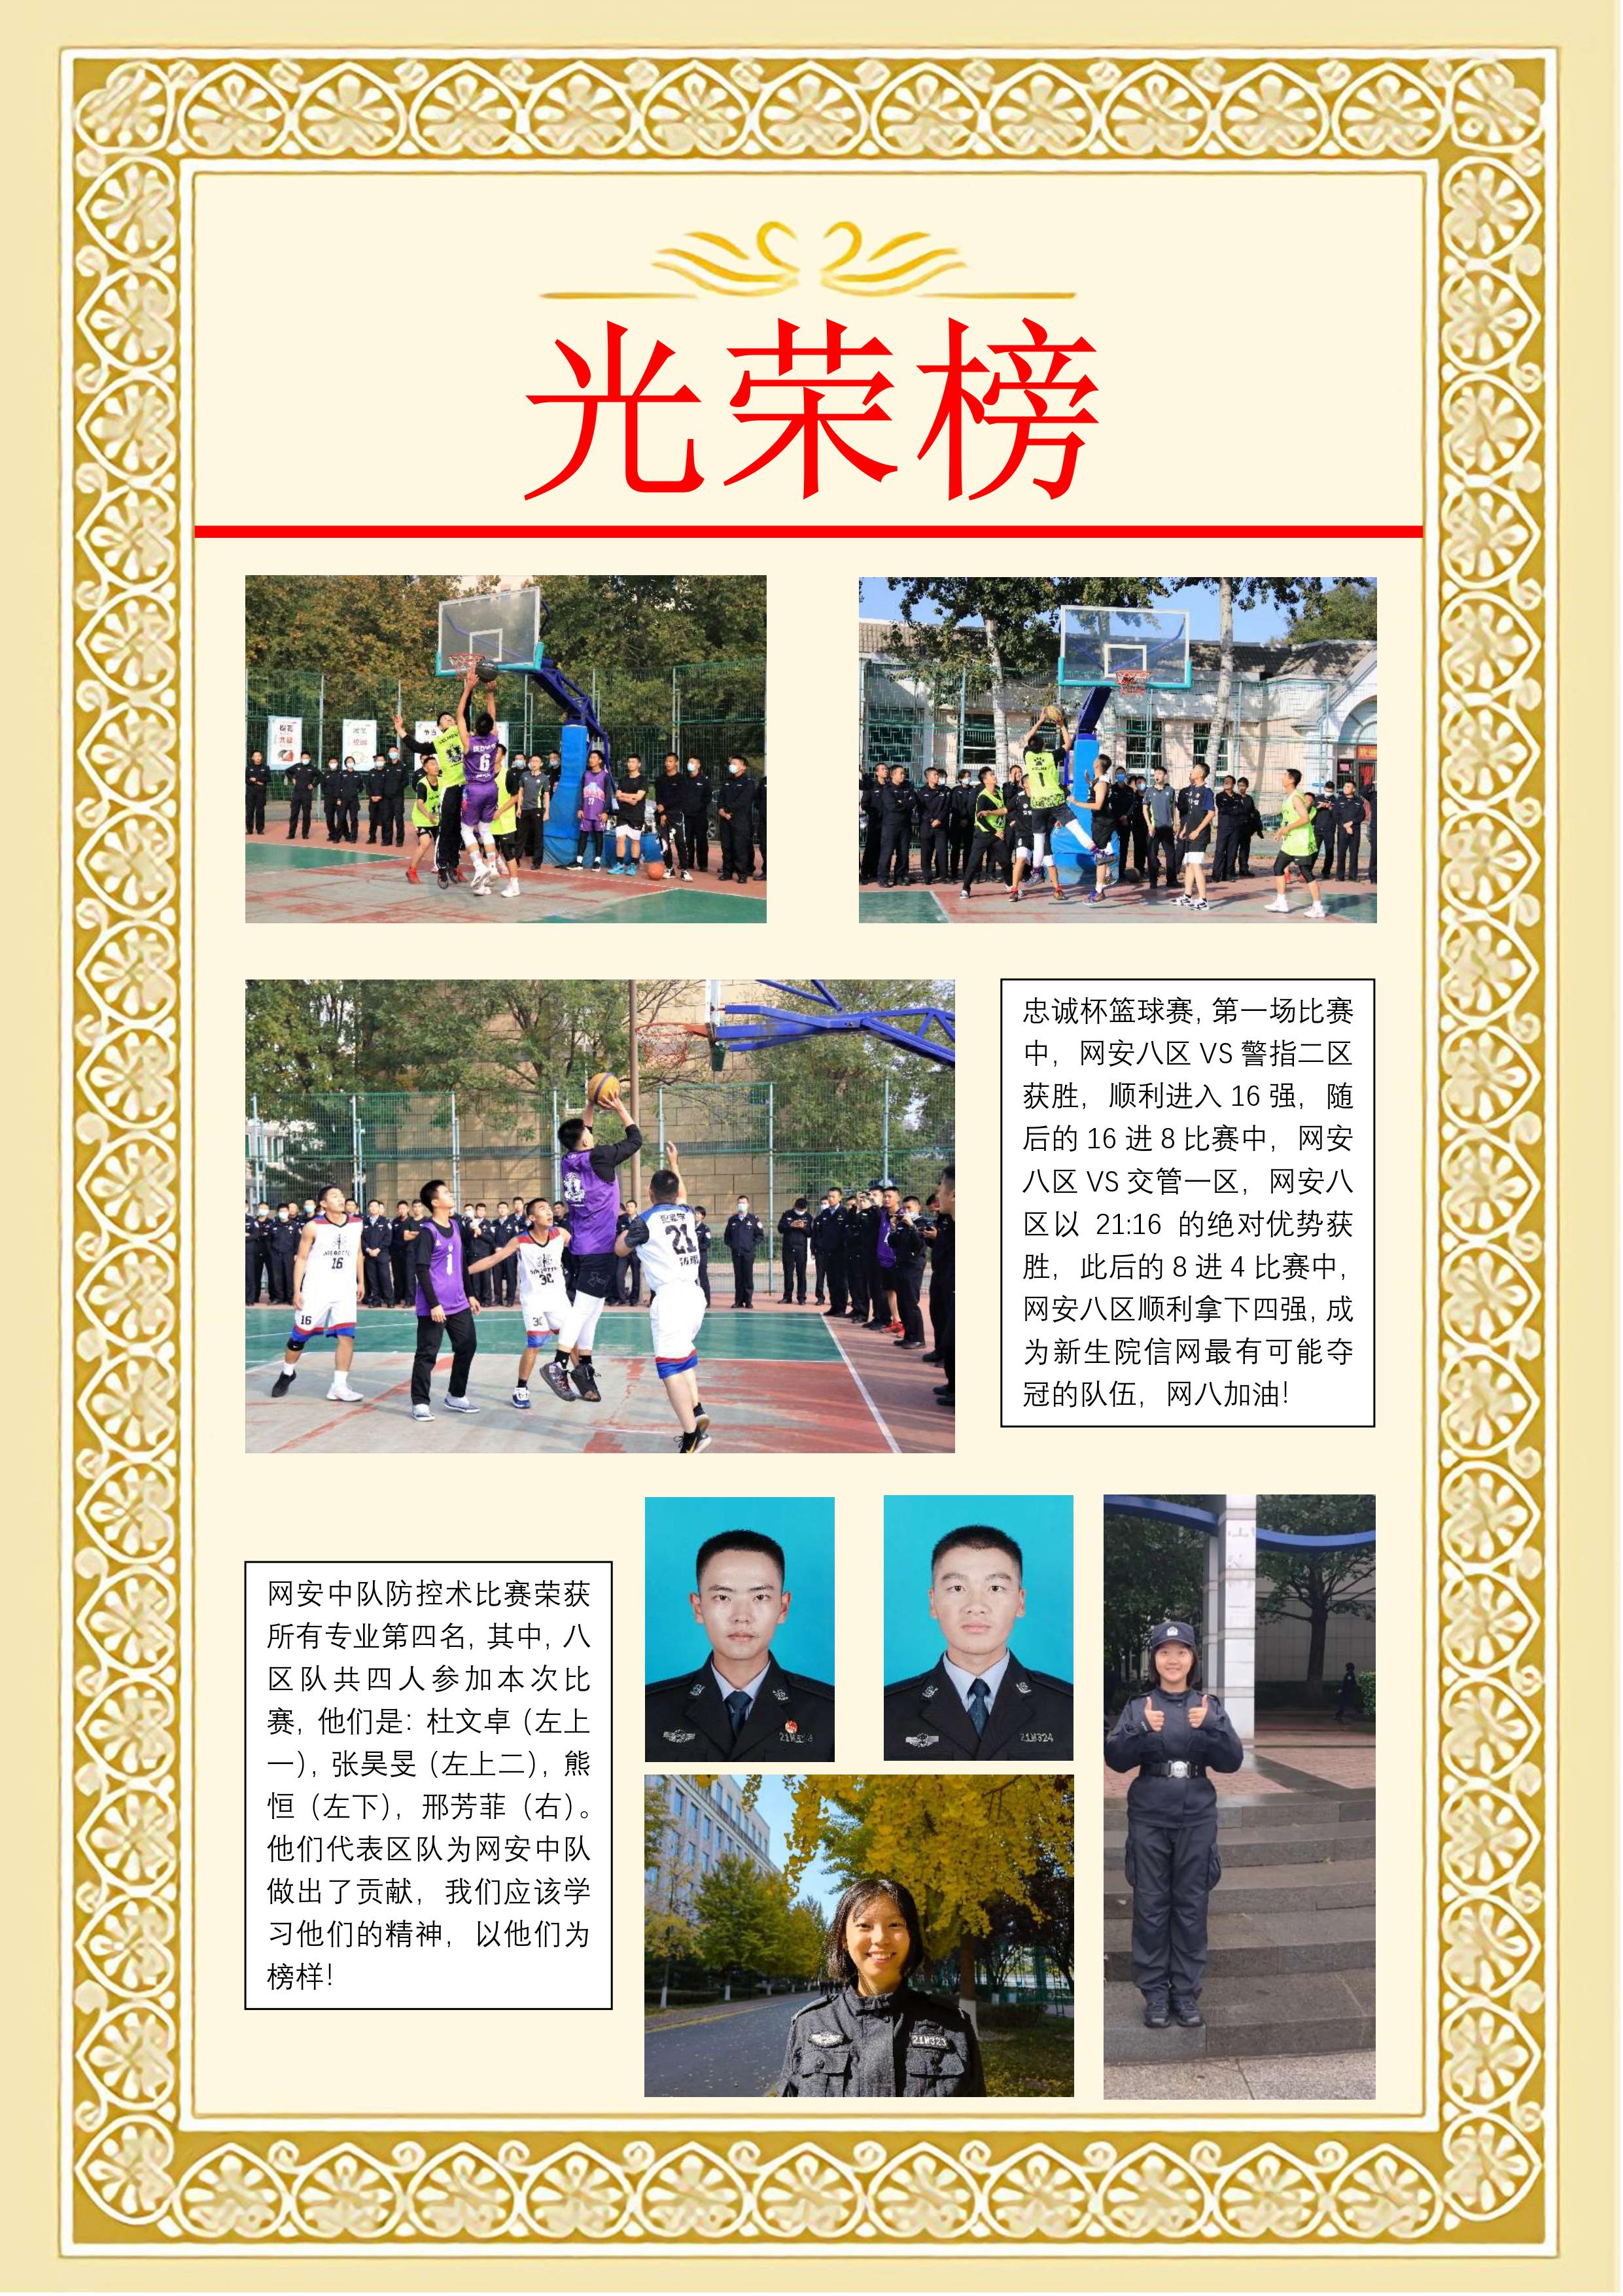 光荣榜
6
1
忠诚杯篮球赛，第一场比赛
中，网安八区 VS 警指二区
获胜，顺利进入 16 强，随
后的 16 进 8 比赛中，网安
八区 VS 交管一区，网安八
区以 21:16 的绝对优势获
胜，此后的 8 进 4 比赛中，
网安八区顺利拿下四强，成
为新生院信网最有可能夺
冠的队伍，网八加油！
16
16
1
30
30
21
网安中队防控术比赛荣获
所有专业第四名，其中，八
区队共四人参加本次比
赛，他们是：杜文卓（左上
一），张昊旻（左上二），熊
恒（左下），邢芳菲（右）。
他们代表区队为网安中队
做出了贡献，我们应该学
习他们的精神，以他们为
榜样！
21M324
21M323